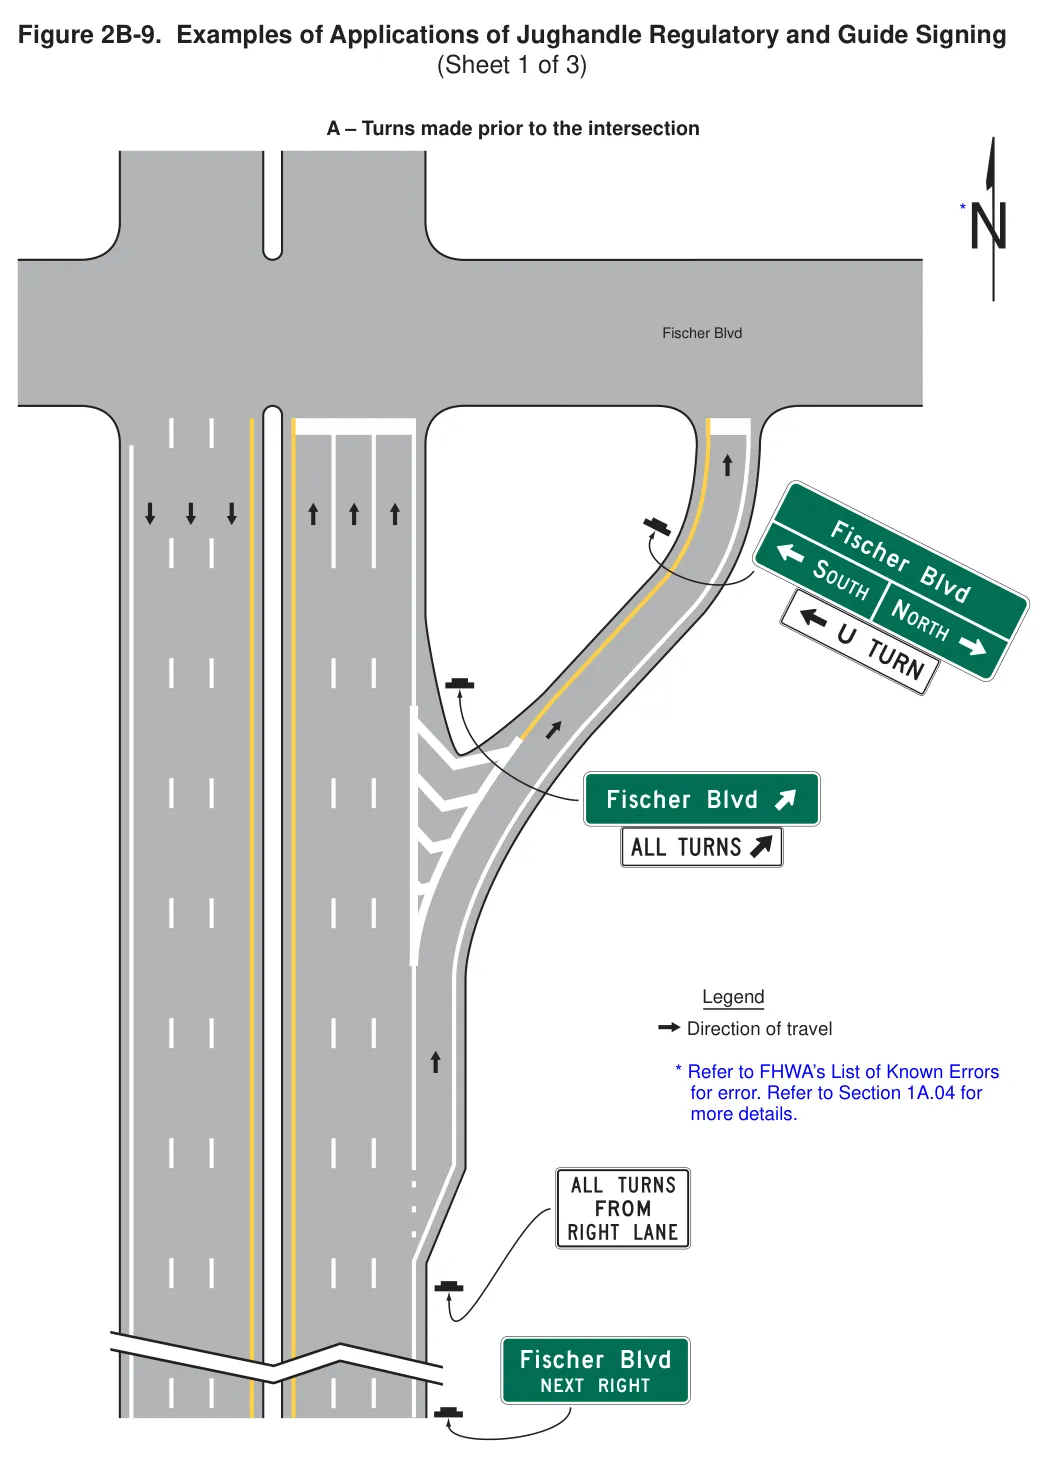 Figure 2B-9.  Examples of Applications of Jughandle Regulatory and Guide Signing
(Sheet 1 of 3)
A – Turns made prior to the intersection
* N
Fischer Blvd
Fischer Blvd
SOUTH
NORTH
U TURN
Fischer Blvd
ALL TURNS
Legend
Direction of travel
* Refer to FHWA's List of Known Errors
for error. Refer to Section 1A.04 for
more details.
ALL TURNS
FROM
RIGHT LANE
Fischer Blvd
NEXT RIGHT